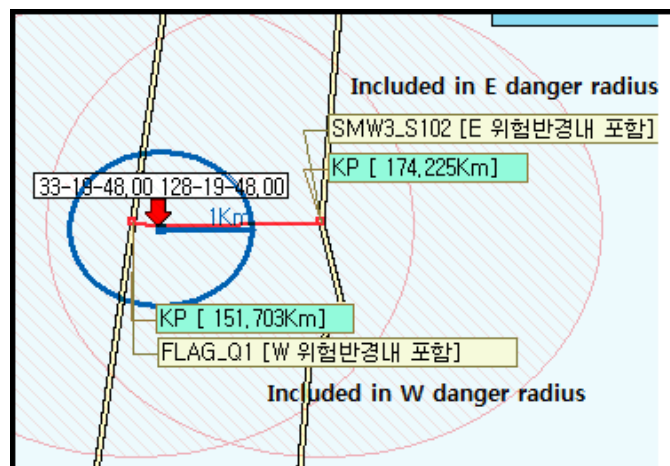 Included in E danger radius
SMW3_S102 [E 위험반경내 포함]
KP [ 174,225Km]
33-19-48,00 128-19-48,00
1Km
KP [ 151,703Km]
FLAG_Q1 [W 위험반경내 포함]
Included in W danger radius